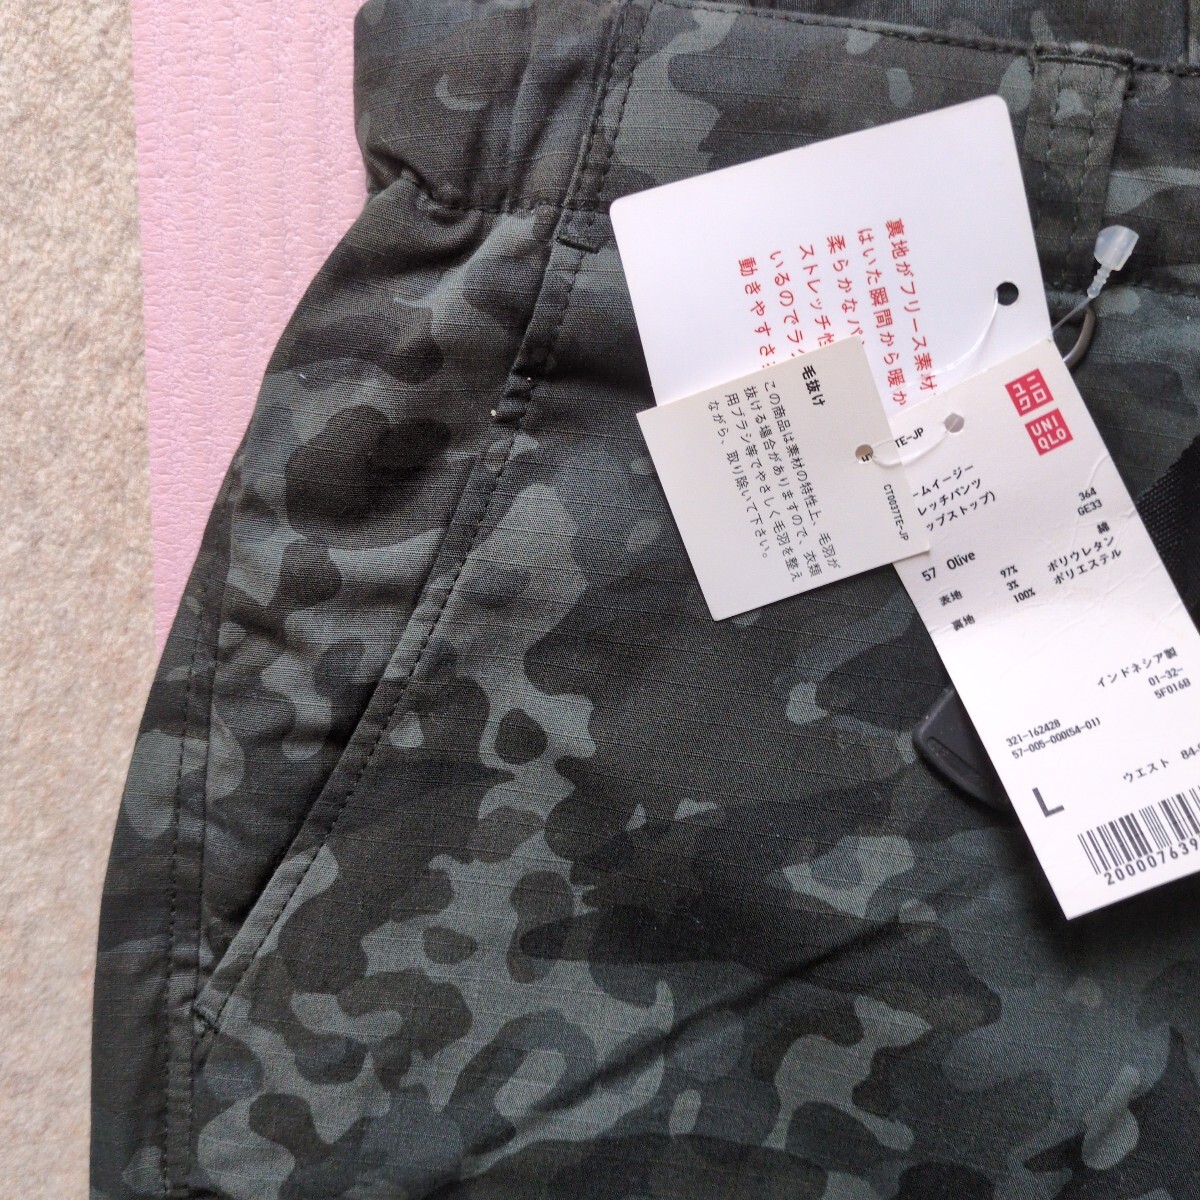 裏地がフリース素材
はいた瞬間から暖か
柔らかなパ
ストレッチ性
いるのでラク
動きやすさ
毛抜け
この商品は素材の特性上、毛羽が
抜ける場合がありますので、衣類
用ブラシ等でやさしく毛羽を整え
ながら、取り除いて下さい。
CT0037TE-JP
TE-JP
ユニクロ
UNIQLO
ームイージー
レッチパンツ
ップストップ)
364
GE33
57 Olive
表地 97% 綿
3% ポリウレタン
裏地 100% ポリエステル
インドネシア製
01-32-
5F016B
321-162428
57-005-000(54-01)
ウエスト 84-
L
200007639